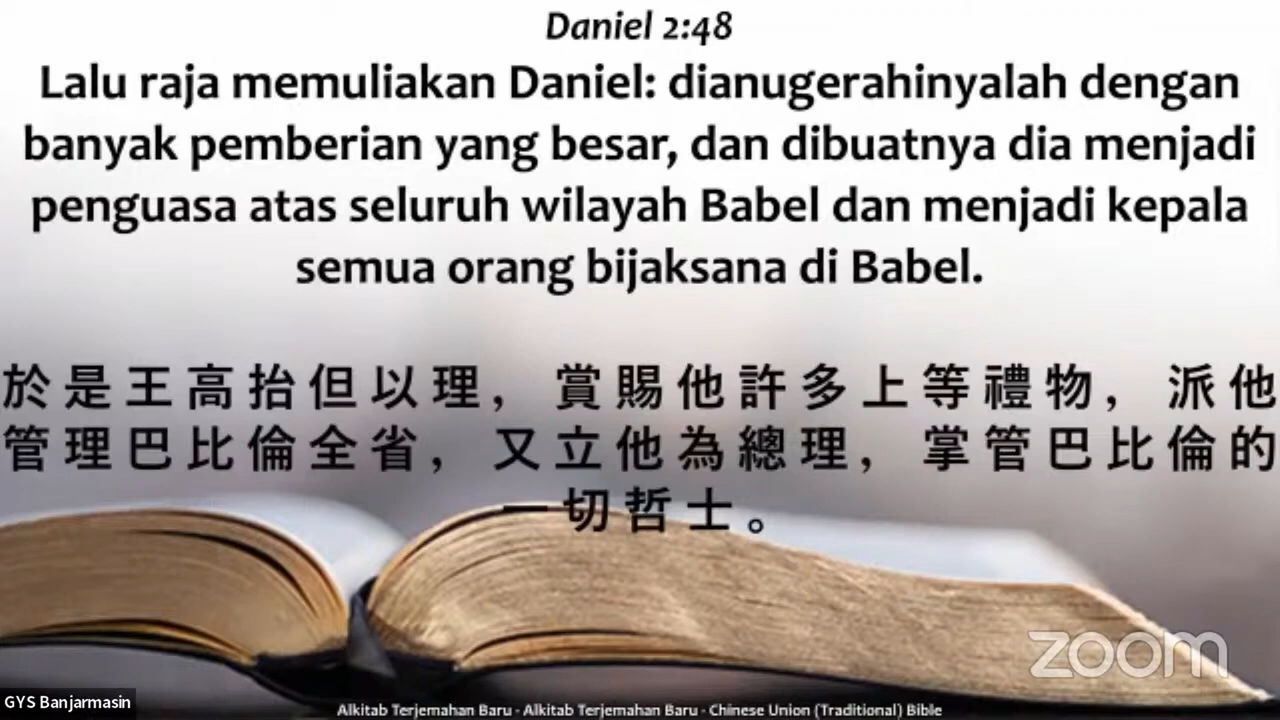 Daniel 2:48
Lalu raja memuliakan Daniel: dianugerahinyalah dengan
banyak pemberian yang besar, dan dibuatnya dia menjadi
penguasa atas seluruh wilayah Babel dan menjadi kepala
semua orang bijaksana di Babel.
於是王高抬但以理，賞賜他許多上等禮物，派他
管理巴比倫全省，又立他為總理，掌管巴比倫的
一切哲士。
zoom
GYS Banjarmasin
Alkitab Terjemahan Baru - Alkitab Terjemahan Baru - Chinese Union (Traditional) Bible